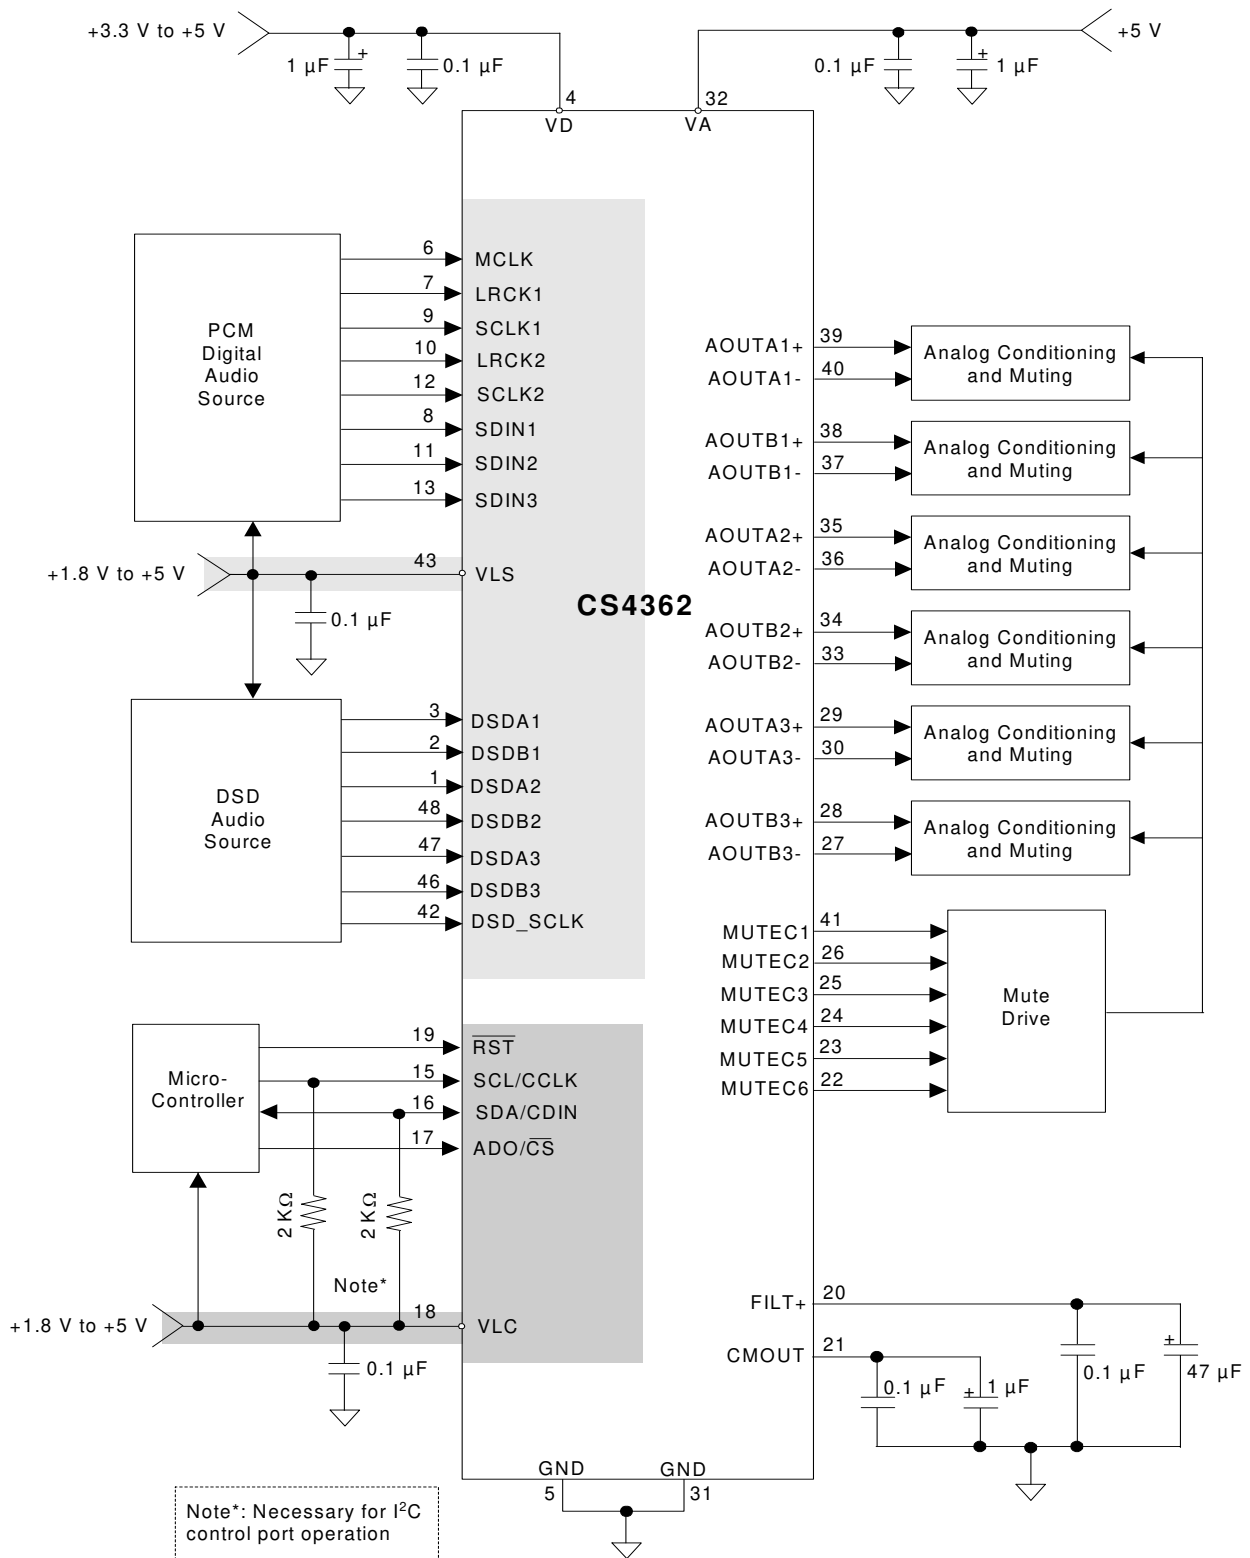 +3.3 V to +5 V
1 µF
+
0.1 µF
0.1 µF
+
1 µF
+5 V
4
VD
32
VA
PCM
Digital
Audio
Source
6
MCLK
7
LRCK1
9
SCLK1
10
LRCK2
12
SCLK2
8
SDIN1
11
SDIN2
13
SDIN3
+1.8 V to +5 V
43
VLS
0.1 µF
CS4362
DSD
Audio
Source
3
DSDA1
2
DSDB1
1
DSDA2
48
DSDB2
47
DSDA3
46
DSDB3
42
DSD_SCLK
Micro-
Controller
19
RST
15
SCL/CCLK
16
SDA/CDIN
17
ADO/CS
2 KΩ
2 KΩ
Note*
+1.8 V to +5 V
18
VLC
0.1 µF
AOUTA1+
39
AOUTA1-
40
Analog Conditioning
and Muting
AOUTB1+
38
AOUTB1-
37
Analog Conditioning
and Muting
AOUTA2+
35
AOUTA2-
36
Analog Conditioning
and Muting
AOUTB2+
34
AOUTB2-
33
Analog Conditioning
and Muting
AOUTA3+
29
AOUTA3-
30
Analog Conditioning
and Muting
AOUTB3+
28
AOUTB3-
27
Analog Conditioning
and Muting
MUTEC1
41
MUTEC2
26
MUTEC3
25
MUTEC4
24
MUTEC5
23
MUTEC6
22
Mute
Drive
FILT+
20
CMOUT
21
0.1 µF
+
1 µF
0.1 µF
+
47 µF
GND
5
GND
31
Note*: Necessary for I²C
control port operation